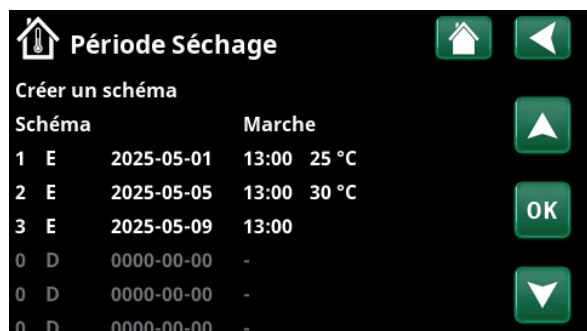 Période Séchage
Créer un schéma
Schéma Marche
1 E 2025-05-01 13:00 25 °C
2 E 2025-05-05 13:00 30 °C
3 E 2025-05-09 13:00
OK
0 D 0000-00-00 -
0 D 0000-00-00 -
0 D 0000-00-00